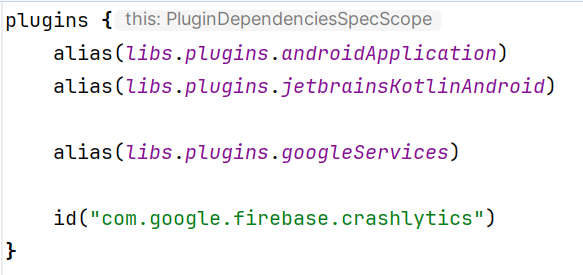 plugins { this: PluginDependenciesSpecScope
alias(libs.plugins.androidApplication)
alias(libs.plugins.jetbrainsKotlinAndroid)
alias(libs.plugins.googleServices)
id("com.google.firebase.crashlytics")
}